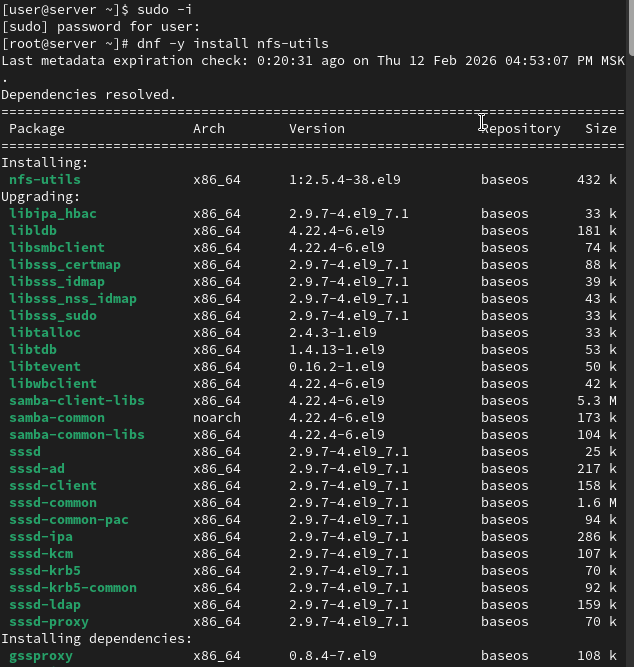 [user@server ~]$ sudo -i
[sudo] password for user:
[root@server ~]# dnf -y install nfs-utils
Last metadata expiration check: 0:20:31 ago on Thu 12 Feb 2026 04:53:07 PM MSK
.
Dependencies resolved.
================================================================================
Package Arch Version Repository Size
================================================================================
Installing:
nfs-utils x86_64 1:2.5.4-38.el9 baseos 432 k
Upgrading:
libipa_hbac x86_64 2.9.7-4.el9_7.1 baseos 33 k
libldb x86_64 4.22.4-6.el9 baseos 181 k
libsmbclient x86_64 4.22.4-6.el9 baseos 74 k
libsss_certmap x86_64 2.9.7-4.el9_7.1 baseos 88 k
libsss_idmap x86_64 2.9.7-4.el9_7.1 baseos 39 k
libsss_nss_idmap x86_64 2.9.7-4.el9_7.1 baseos 43 k
libsss_sudo x86_64 2.9.7-4.el9_7.1 baseos 33 k
libtalloc x86_64 2.4.3-1.el9 baseos 33 k
libtdb x86_64 1.4.13-1.el9 baseos 53 k
libtevent x86_64 0.16.2-1.el9 baseos 50 k
libwbclient x86_64 4.22.4-6.el9 baseos 42 k
samba-client-libs x86_64 4.22.4-6.el9 baseos 5.3 M
samba-common noarch 4.22.4-6.el9 baseos 173 k
samba-common-libs x86_64 4.22.4-6.el9 baseos 104 k
sssd x86_64 2.9.7-4.el9_7.1 baseos 25 k
sssd-ad x86_64 2.9.7-4.el9_7.1 baseos 217 k
sssd-client x86_64 2.9.7-4.el9_7.1 baseos 158 k
sssd-common x86_64 2.9.7-4.el9_7.1 baseos 1.6 M
sssd-common-pac x86_64 2.9.7-4.el9_7.1 baseos 94 k
sssd-ipa x86_64 2.9.7-4.el9_7.1 baseos 286 k
sssd-kcm x86_64 2.9.7-4.el9_7.1 baseos 107 k
sssd-krb5 x86_64 2.9.7-4.el9_7.1 baseos 70 k
sssd-krb5-common x86_64 2.9.7-4.el9_7.1 baseos 92 k
sssd-ldap x86_64 2.9.7-4.el9_7.1 baseos 159 k
sssd-proxy x86_64 2.9.7-4.el9_7.1 baseos 70 k
Installing dependencies:
gssproxy x86_64 0.8.4-7.el9 baseos 108 k